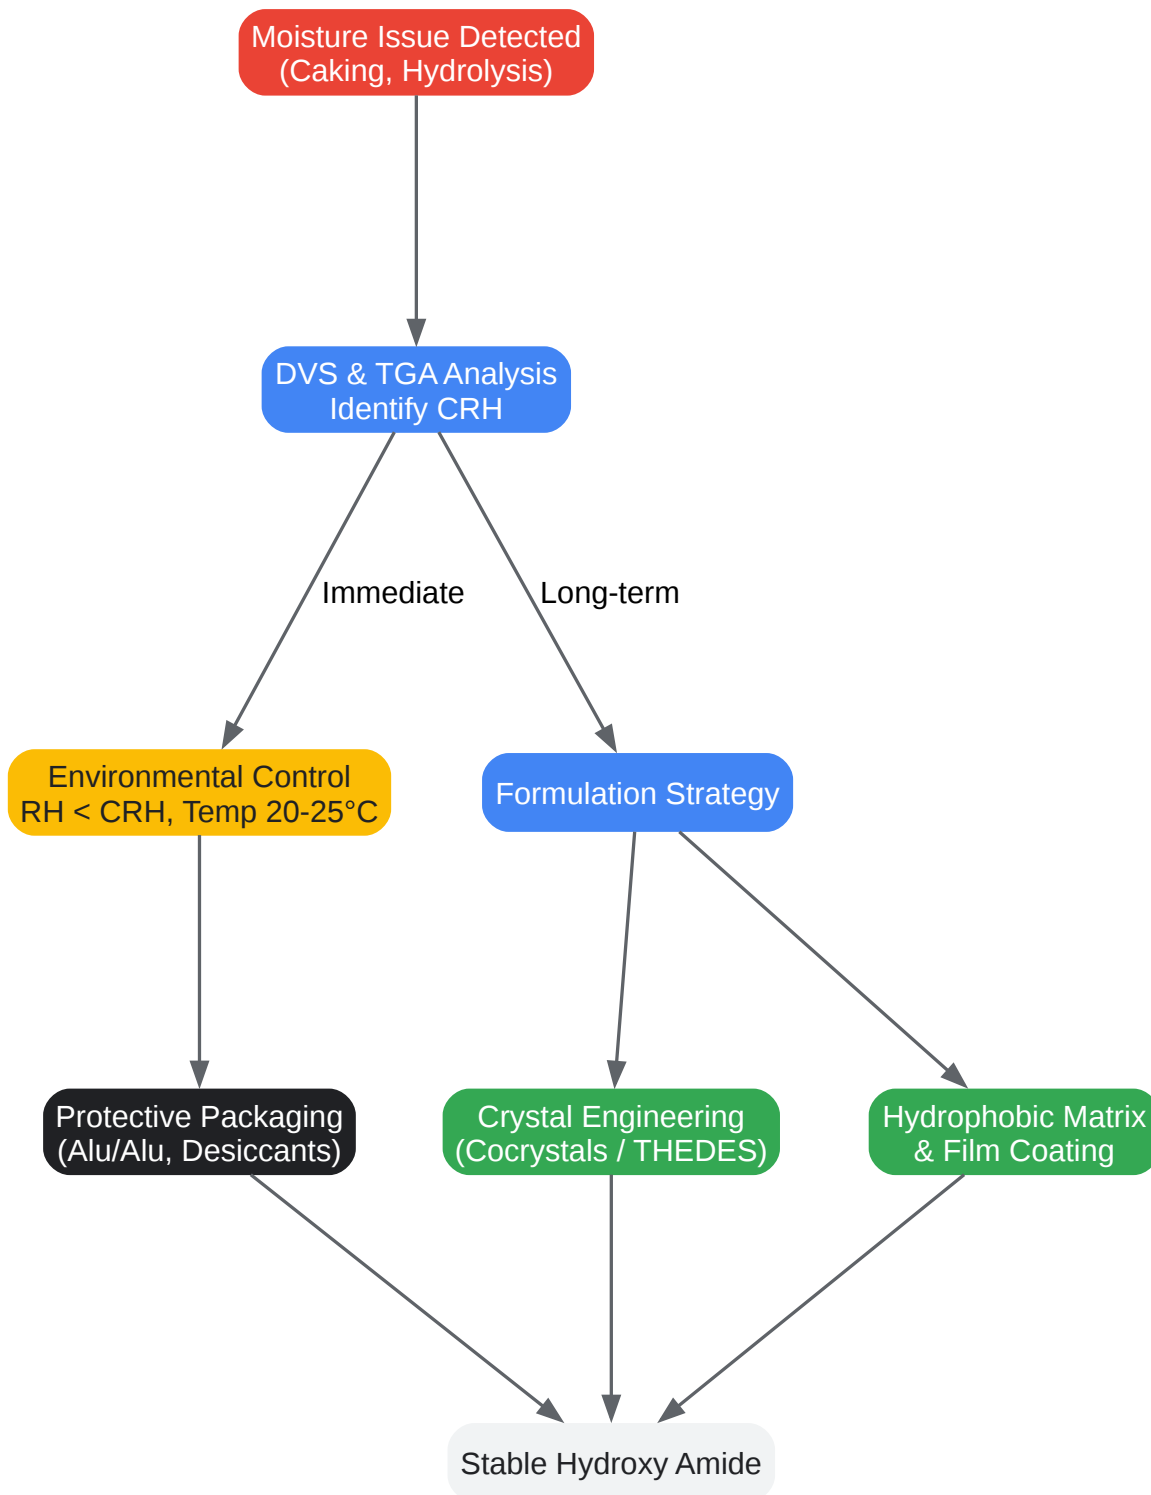 Moisture Issue Detected
(Caking, Hydrolysis)
DVS & TGA Analysis
Identify CRH
Immediate
Long-term
Environmental Control
RH < CRH, Temp 20-25°C
Formulation Strategy
Protective Packaging
(Alu/Alu, Desiccants)
Crystal Engineering
(Cocrystals / THEDES)
Hydrophobic Matrix
& Film Coating
Stable Hydroxy Amide